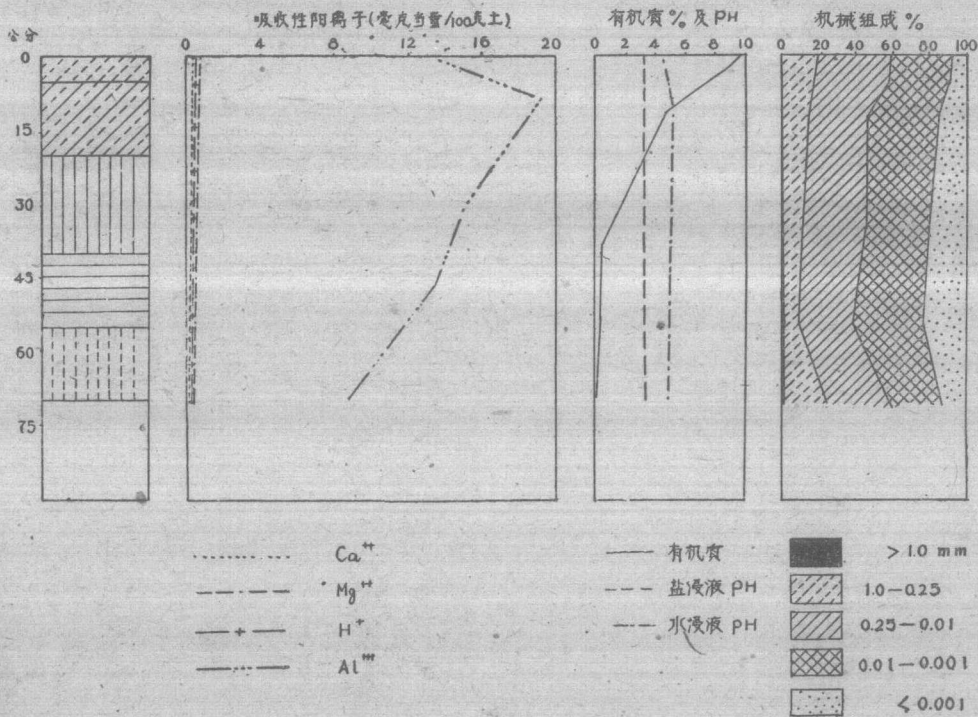 吸收性阳离子(毫克当量/100克土)
有机质% 及 PH
机械组成 %
公分
0 4 8 12 16 20
0 2 4 6 8 10
0 20 40 60 80 100
0
15
30
45
60
75
Ca++
Mg++
H+
Al+++
有机质
盐浸液 PH
水浸液 PH
>1.0 mm
1.0-0.25
0.25-0.01
0.01-0.001
<0.001